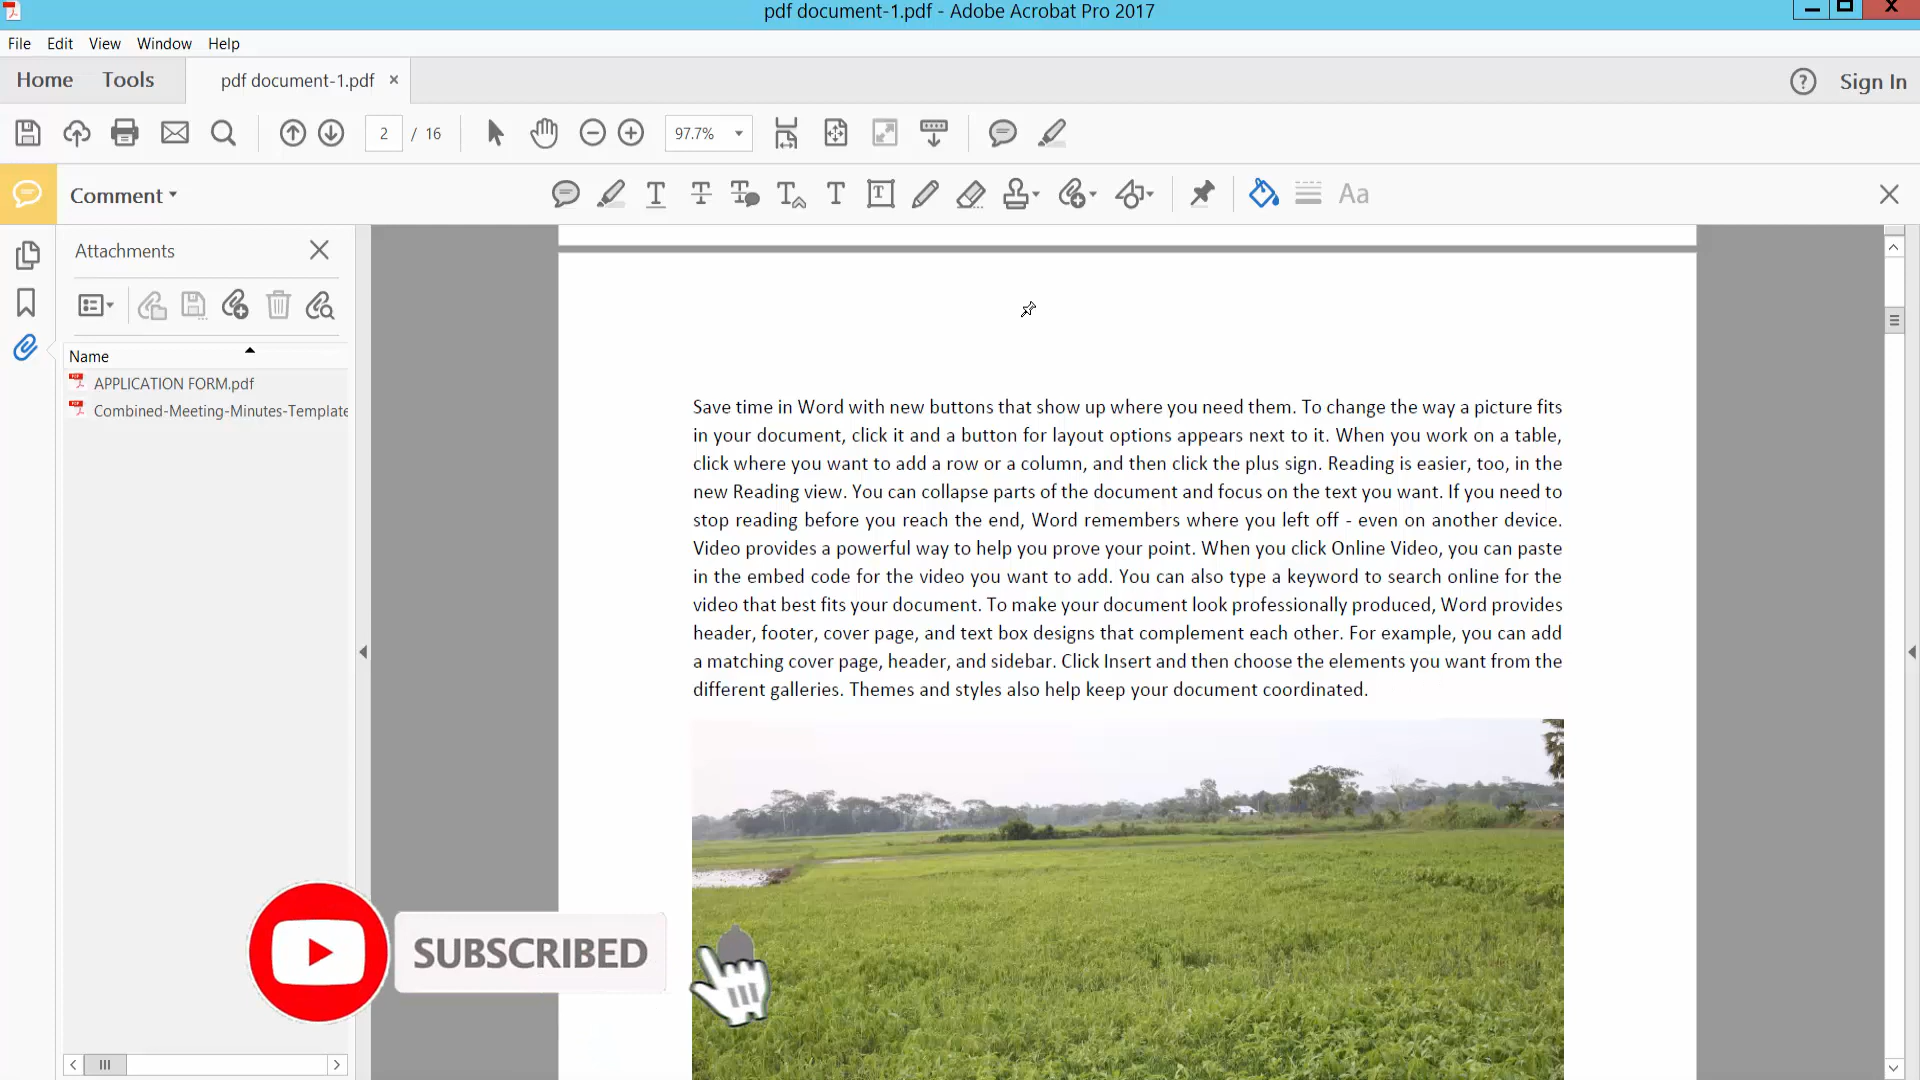 pdf document-1.pdf - Adobe Acrobat Pro 2017
File Edit View Window Help
Home Tools pdf document-1.pdf × ? Sign In
2 / 16 97.7%
Comment Aa
Attachments
Name
APPLICATION FORM.pdf
Combined-Meeting-Minutes-Template
Save time in Word with new buttons that show up where you need them. To change the way a picture fits
in your document, click it and a button for layout options appears next to it. When you work on a table,
click where you want to add a row or a column, and then click the plus sign. Reading is easier, too, in the
new Reading view. You can collapse parts of the document and focus on the text you want. If you need to
stop reading before you reach the end, Word remembers where you left off - even on another device.
Video provides a powerful way to help you prove your point. When you click Online Video, you can paste
in the embed code for the video you want to add. You can also type a keyword to search online for the
video that best fits your document. To make your document look professionally produced, Word provides
header, footer, cover page, and text box designs that complement each other. For example, you can add
a matching cover page, header, and sidebar. Click Insert and then choose the elements you want from the
different galleries. Themes and styles also help keep your document coordinated.
SUBSCRIBED